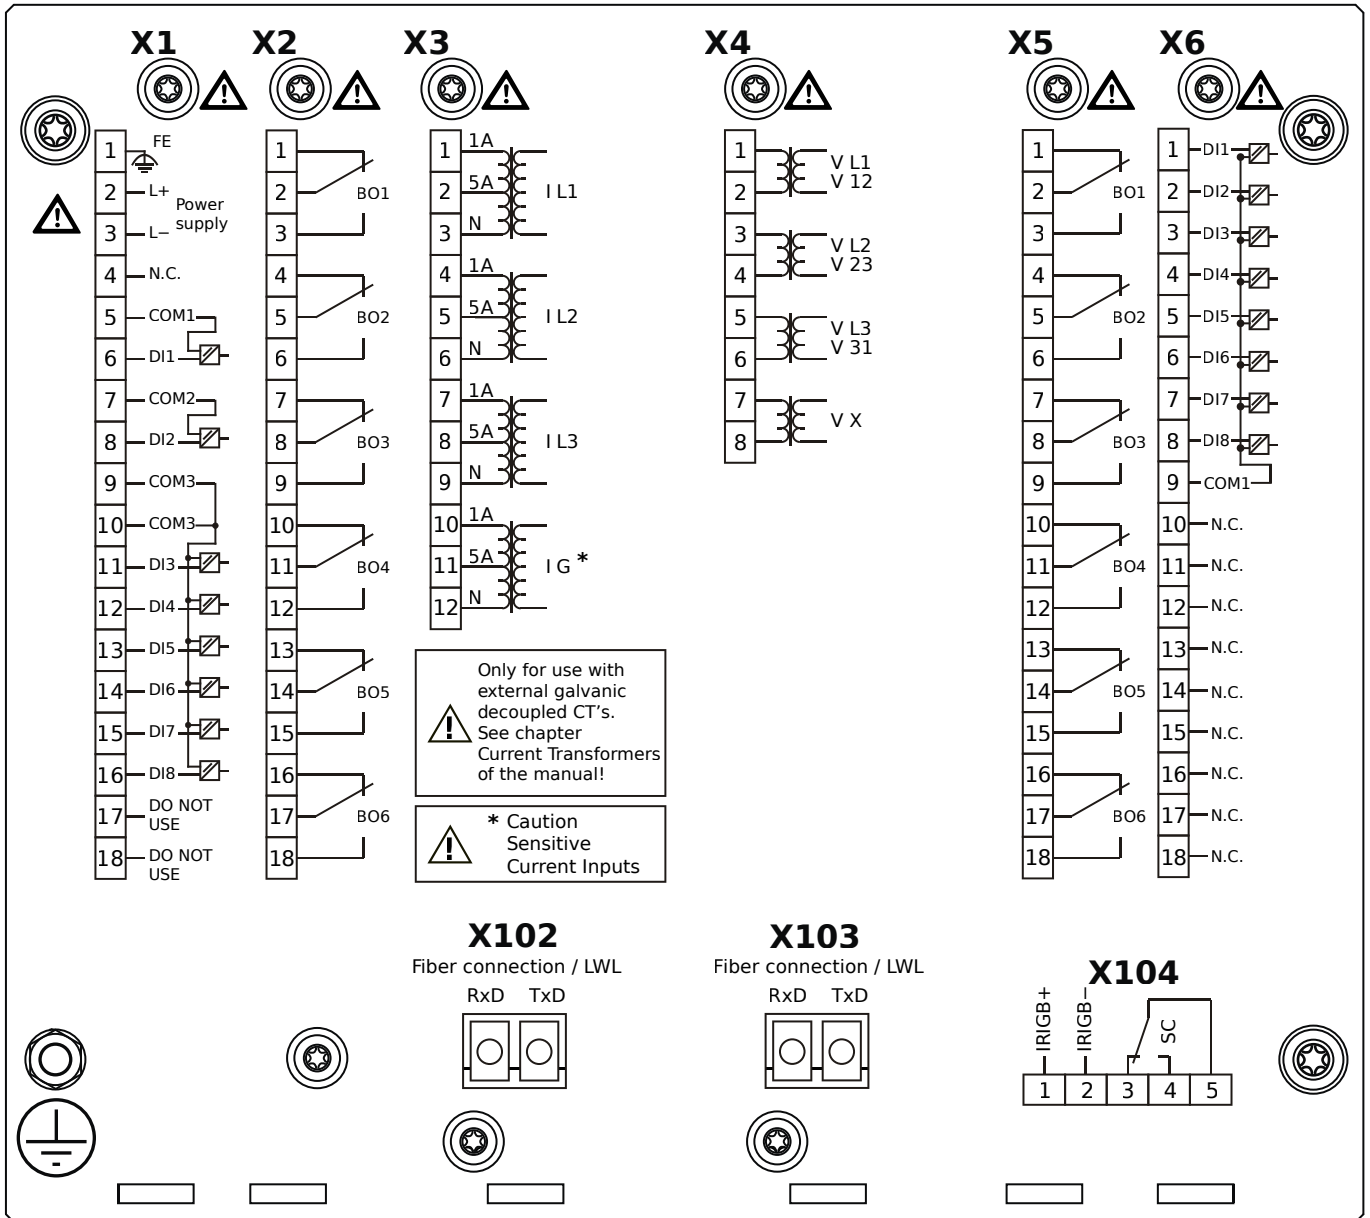 X1
1 FE
2 L+
Power
supply
3 L−
4 N.C.
5 COM1
6 DI1
7 COM2
8 DI2
9 COM3
10 COM3
11 DI3
12 DI4
13 DI5
14 DI6
15 DI7
16 DI8
17 DO NOT
USE
18 DO NOT
USE
X2
1
2 BO1
3
4
5 BO2
6
7
8 BO3
9
10
11 BO4
12
13
14 BO5
15
16
17 BO6
18
X3
1 1A
2 5A I L1
3 N
4 1A
5 5A I L2
6 N
7 1A
8 5A I L3
9 N
10 1A
11 5A I G *
12 N
Only for use with
external galvanic
decoupled CT's.
See chapter
Current Transformers
of the manual!
* Caution
Sensitive
Current Inputs
X4
1 V L1
2 V 12
3 V L2
4 V 23
5 V L3
6 V 31
7 V X
8
X5
1
2 BO1
3
4
5 BO2
6
7
8 BO3
9
10
11 BO4
12
13
14 BO5
15
16
17 BO6
18
X6
1 DI1
2 DI2
3 DI3
4 DI4
5 DI5
6 DI6
7 DI7
8 DI8
9 COM1
10 N.C.
11 N.C.
12 N.C.
13 N.C.
14 N.C.
15 N.C.
16 N.C.
17 N.C.
18 N.C.
X102
Fiber connection / LWL
RxD TxD
X103
Fiber connection / LWL
RxD TxD
X104
IRIGB+
IRIGB−
SC
1 2 3 4 5